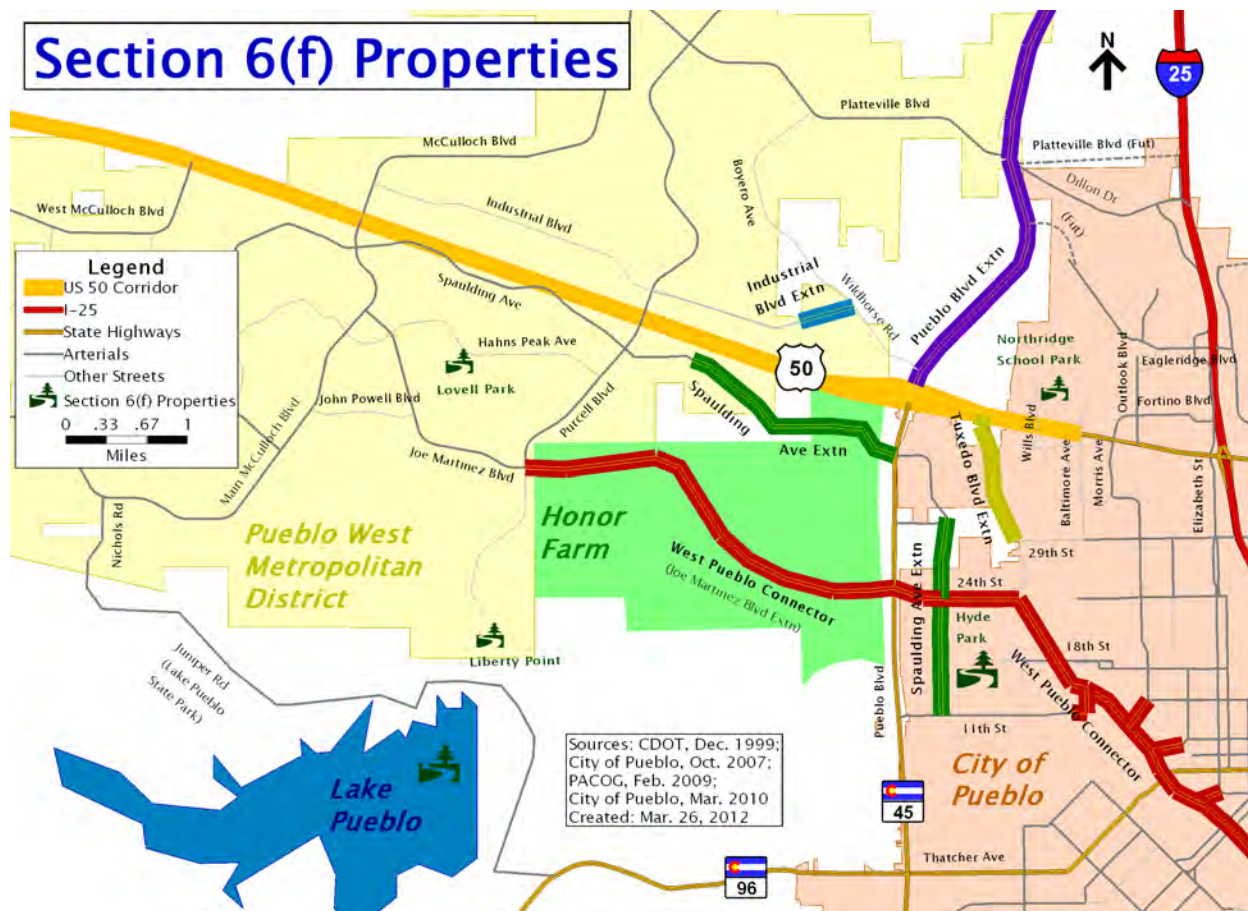 Section 6(f) Properties
N
25
Platteville Blvd
McCulloch Blvd
Platteville Blvd (Fut)
Boyero Ave
Dillon Dr
West McCulloch Blvd
Industrial Blvd
(Fut)
Legend
US 50 Corridor
I-25
State Highways
Arterials
Other Streets
Section 6(f) Properties
0 .33 .67 1
Miles
Spaulding Ave
Industrial
Blvd Extn
Wildhorse Rd
Pueblo Blvd Extn
Northridge
School Park
Hahns Peak Ave
Lovell Park
50
Outlook Blvd
Eagleridge Blvd
Fortino Blvd
John Powell Blvd
Purcell Blvd
Spaulding
Ave Extn
Tuxedo Blvd Extn
Wills Blvd
Baltimore Ave
Morris Ave
Elizabeth St
Main McCulloch Blvd
Joe Martinez Blvd
Nichols Rd
Pueblo West
Metropolitan
District
Honor
Farm
West Pueblo Connector
(Joe Martinez Blvd Extn)
29th St
24th St
Spaulding Ave Extn
Hyde
Park
18th St
Liberty Point
Juniper Rd
(Lake Pueblo
State Park)
Pueblo Blvd
West Pueblo Connector
11th St
Sources: CDOT, Dec. 1999;
City of Pueblo, Oct. 2007;
PACOG, Feb. 2009;
City of Pueblo, Mar. 2010
Created: Mar. 26, 2012
City of
Pueblo
Lake
Pueblo
45
Thatcher Ave
96